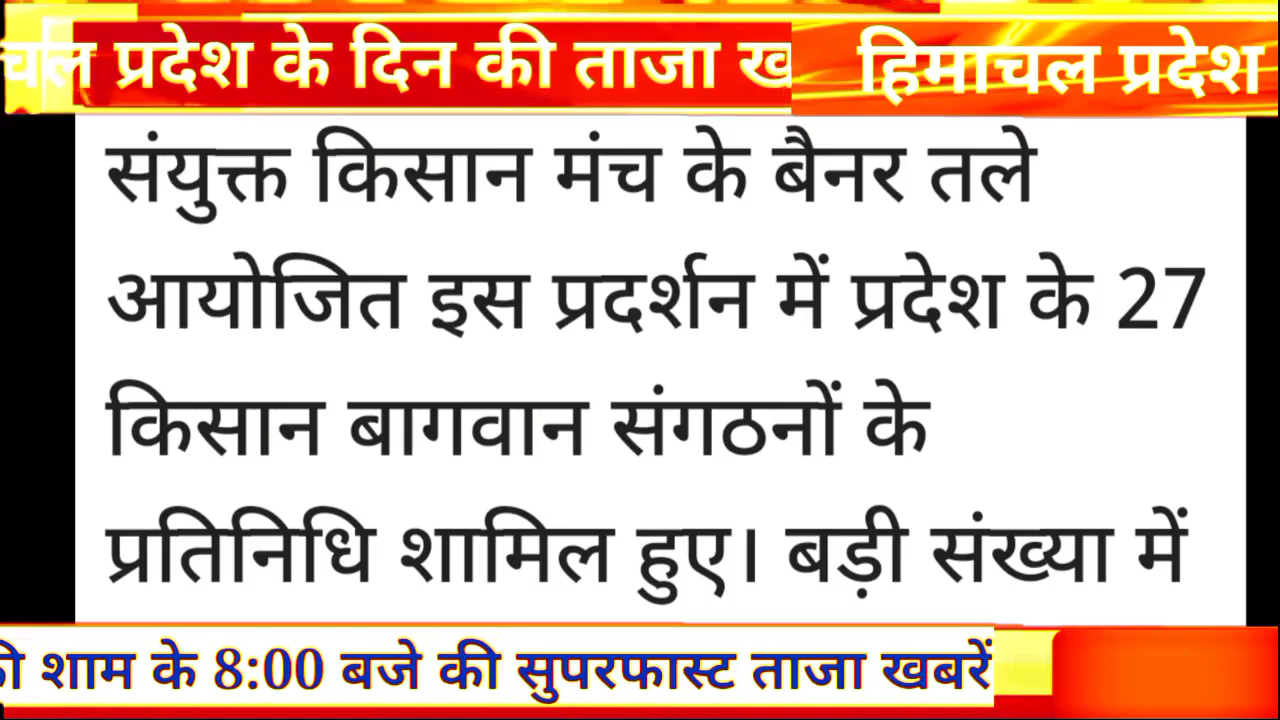 प्रदेश के दिन की ताजा
हिमाचल प्रदेश
संयुक्त किसान मंच के बैनर तले
आयोजित इस प्रदर्शन में प्रदेश के 27
किसान बागवान संगठनों के
प्रतिनिधि शामिल हुए। बड़ी संख्या में
शाम के 8:00 बजे की सुपरफास्ट ताजा खबरें